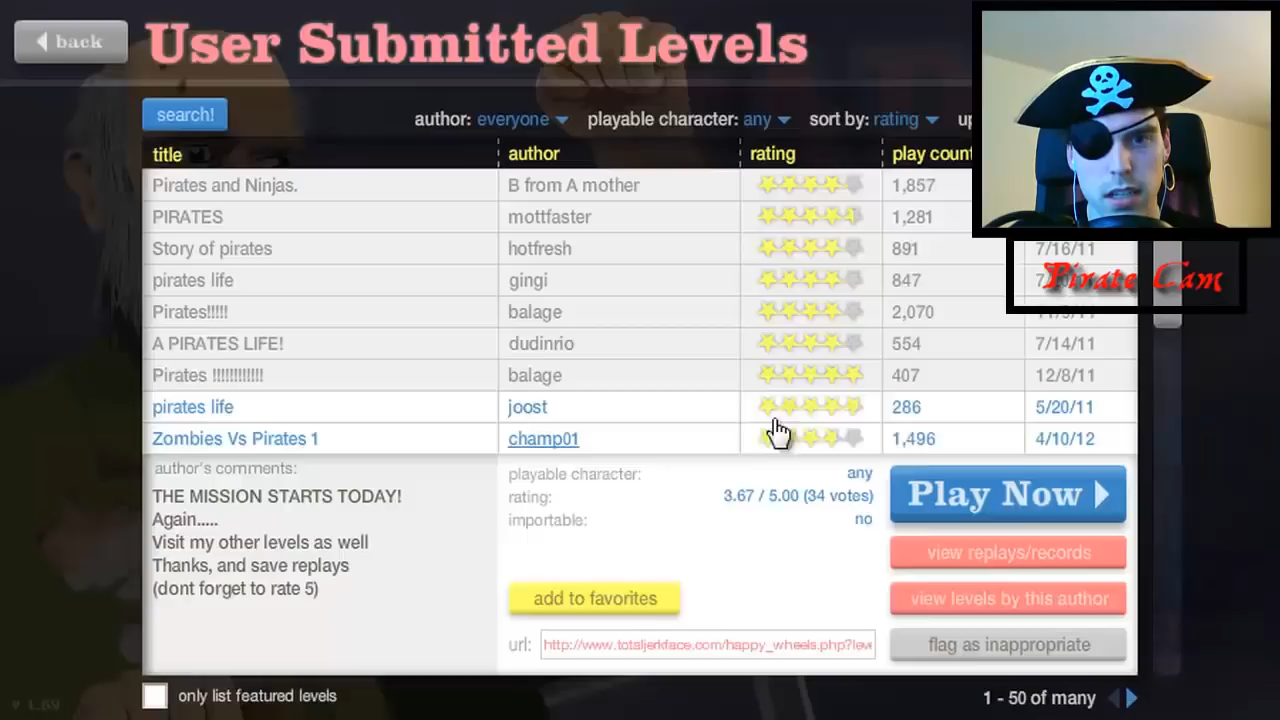 back
User Submitted Levels
search!
author: everyone playable character: any sort by: rating up
title author rating play count
Pirates and Ninjas. B from A mother 1,857
PIRATES mottfaster 1,281
Story of pirates hotfresh 891 7/16/11
pirates life gingi 847
Pirates!!!!! balage 2,070
A PIRATES LIFE! dudinrio 554 7/14/11
Pirates !!!!!!!!!!!! balage 407 12/8/11
pirates life joost 286 5/20/11
Zombies Vs Pirates 1 champ01 1,496 4/10/12
Pirate Cam
author's comments:
THE MISSION STARTS TODAY!
Again.....
Visit my other levels as well
Thanks, and save replays
(dont forget to rate 5)
playable character: any
rating: 3.67 / 5.00 (34 votes)
importable: no
add to favorites
url: http://www.totaljerkface.com/happy_wheels.php?leve
Play Now
view replays/records
view levels by this author
flag as inappropriate
only list featured levels
1 - 50 of many
v 1.69